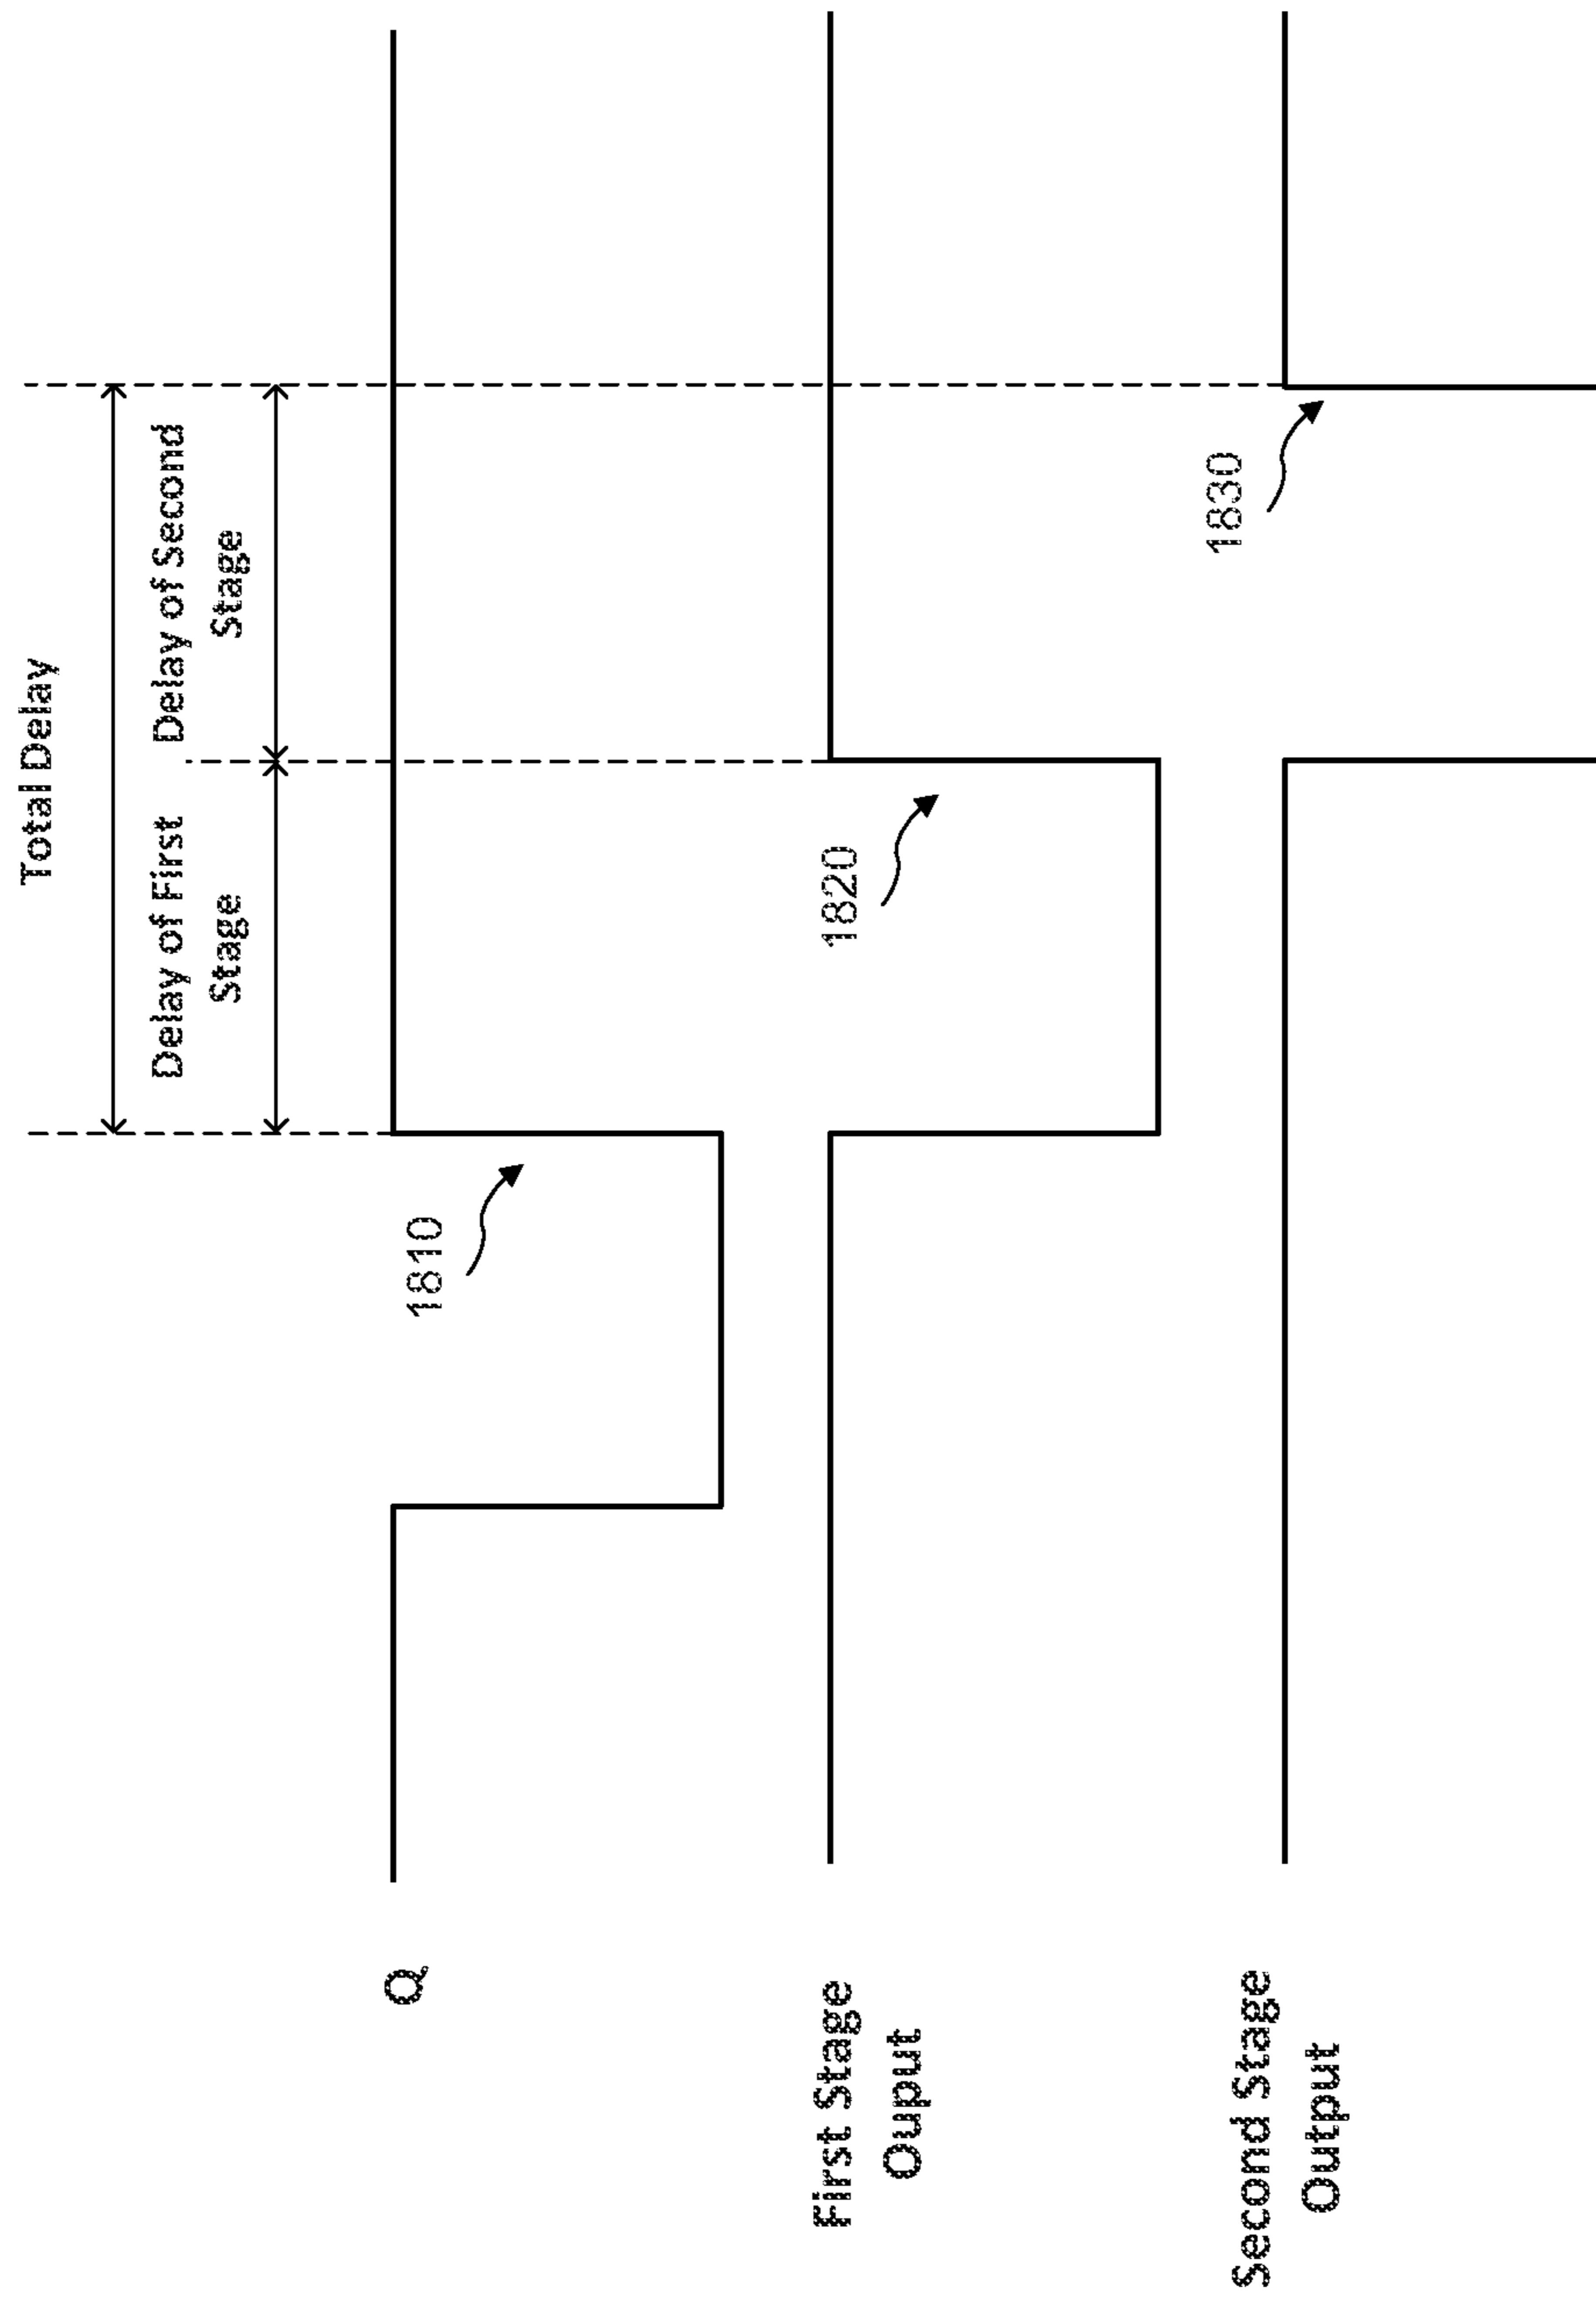 Total Delay
Delay of First
Stage
Delay of Second
Stage
Q
1810
First Stage
Ouput
1820
Second Stage
Output
1830